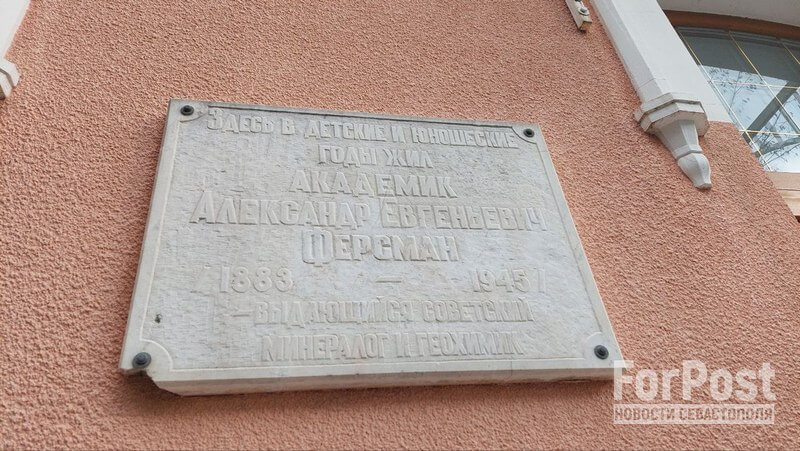 Здесь в детские и юношеские
годы жил
академик
Александр Евгеньевич
Ферсман
/1883 — 1945/
—выдающийся советский
минералог и геохимик
ForPost
НОВОСТИ СЕВАСТОПОЛЯ